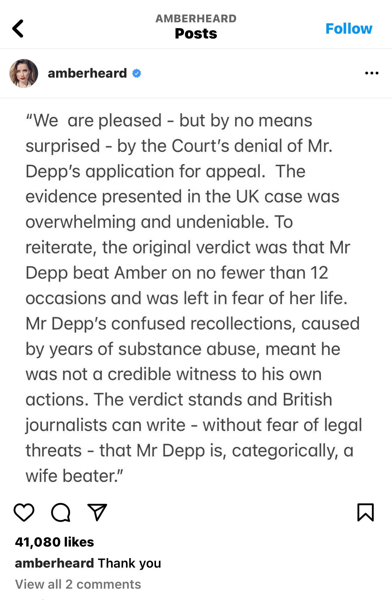 AMBERHEARD
Posts
Follow
amberheard
“We  are pleased - but by no means
surprised - by the Court’s denial of Mr.
Depp’s application for appeal.  The
evidence presented in the UK case was
overwhelming and undeniable. To
reiterate, the original verdict was that Mr
Depp beat Amber on no fewer than 12
occasions and was left in fear of her life.
Mr Depp’s confused recollections, caused
by years of substance abuse, meant he
was not a credible witness to his own
actions. The verdict stands and British
journalists can write - without fear of legal
threats - that Mr Depp is, categorically, a
wife beater.”
41,080 likes
amberheard Thank you
View all 2 comments